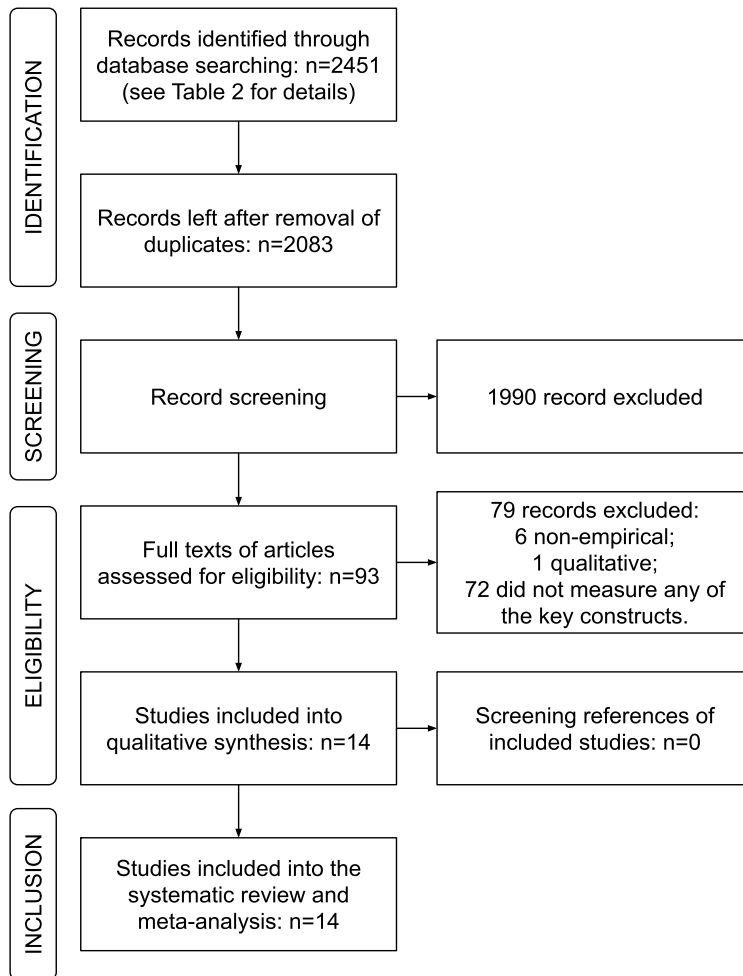 IDENTIFICATION
Records identified through
database searching: n=2451
(see Table 2 for details)
Records left after removal of
duplicates: n=2083
SCREENING
Record screening
1990 record excluded
ELIGIBILITY
Full texts of articles
assessed for eligibility: n=93
79 records excluded:
6 non-empirical;
1 qualitative;
72 did not measure any of
the key constructs.
Studies included into
qualitative synthesis: n=14
Screening references of
included studies: n=0
INCLUSION
Studies included into the
systematic review and
meta-analysis: n=14